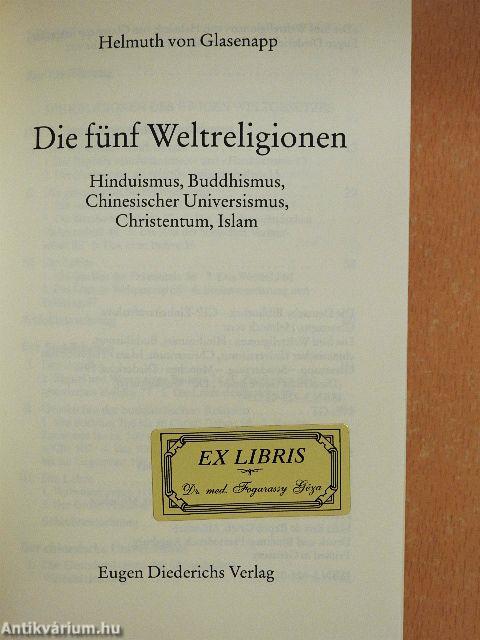 Helmuth von Glasenapp
Die fünf Weltreligionen
Hinduismus, Buddhismus,
Chinesischer Universismus,
Christentum, Islam
EX LIBRIS
Dr. med. Fogarassy Géza
Eugen Diederichs Verlag
Antikvárium.hu